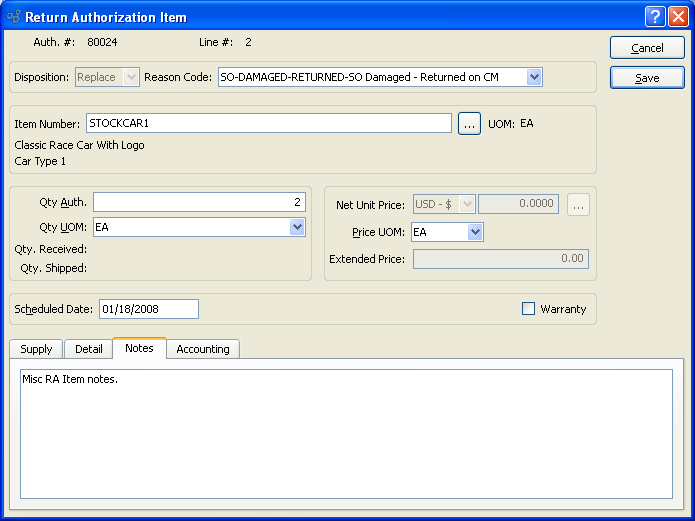 Return Authorization Item
Auth. #: 80024 Line #: 2
Cancel
Disposition: Replace Reason Code: SO-DAMAGED-RETURNED-SO Damaged - Returned on CM
Save
Item Number: STOCKCAR1 ... UOM: EA
Classic Race Car With Logo
Car Type 1
Qty Auth. 2
Qty UOM: EA
Qty. Received:
Qty. Shipped:
Net Unit Price: USD - $ 0.0000 ...
Price UOM: EA
Extended Price: 0.00
Scheduled Date: 01/18/2008 Warranty
Supply Detail Notes Accounting
Misc RA Item notes.